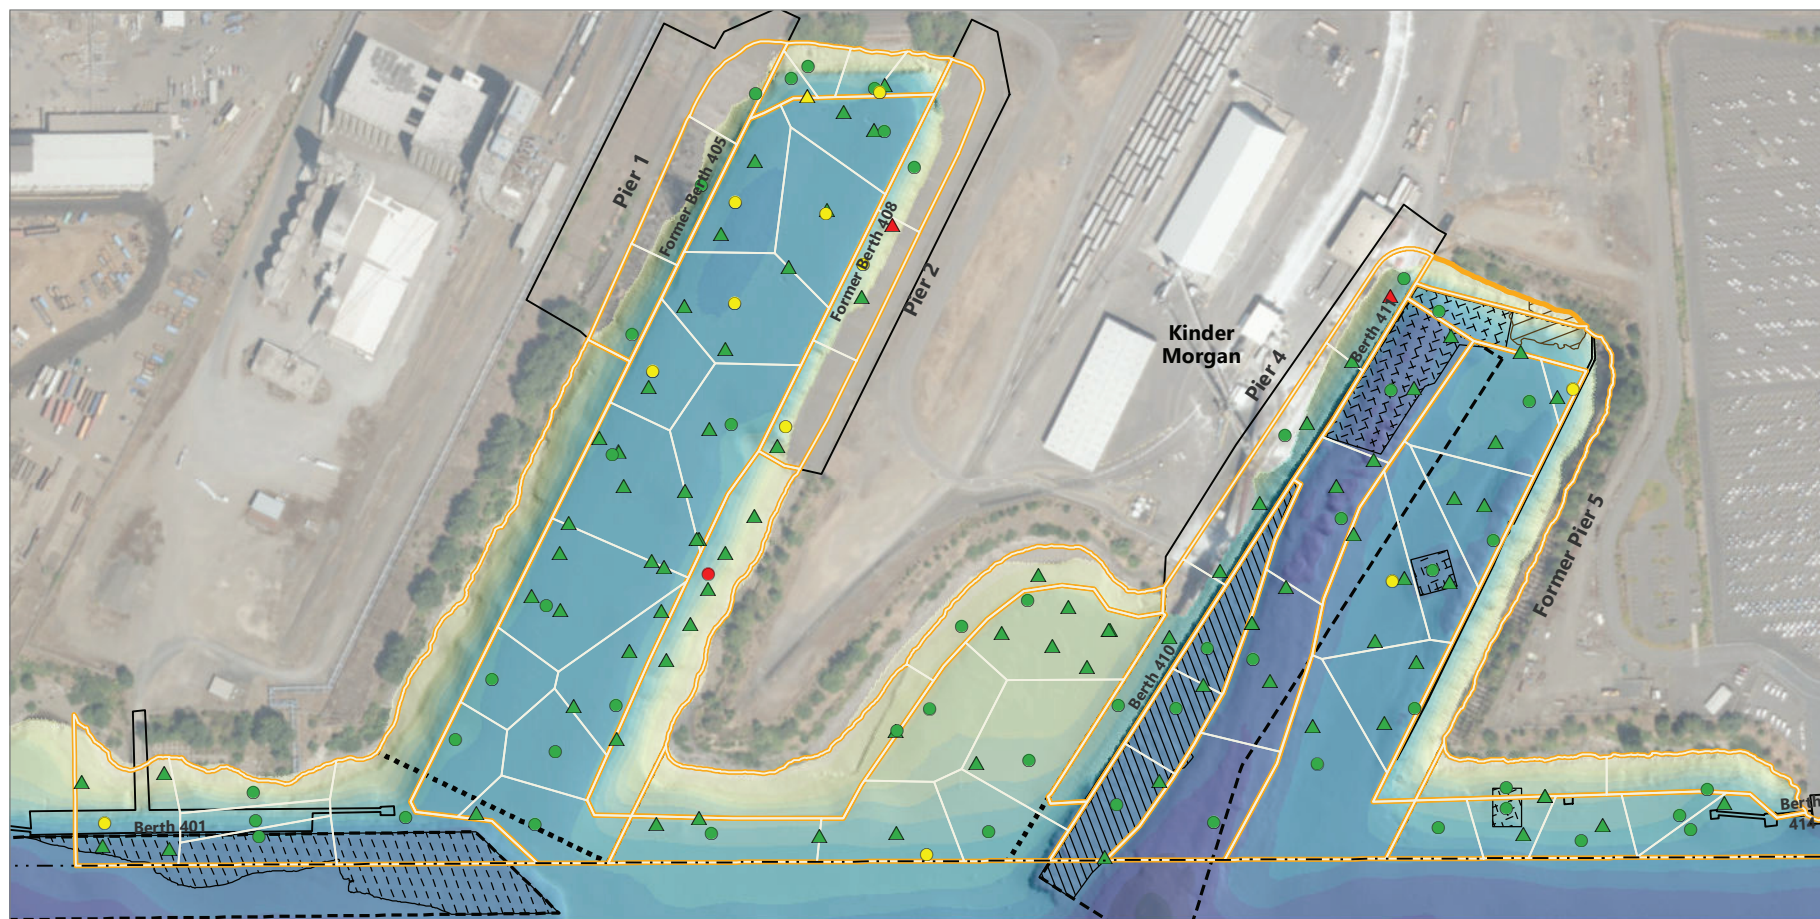 Pier 1
Former Berth 405
Former Berth 408
Pier 2
Kinder
Morgan
Pier 4
Berth 411
Former Pier 5
Berth 410
Berth 401
Berth
414